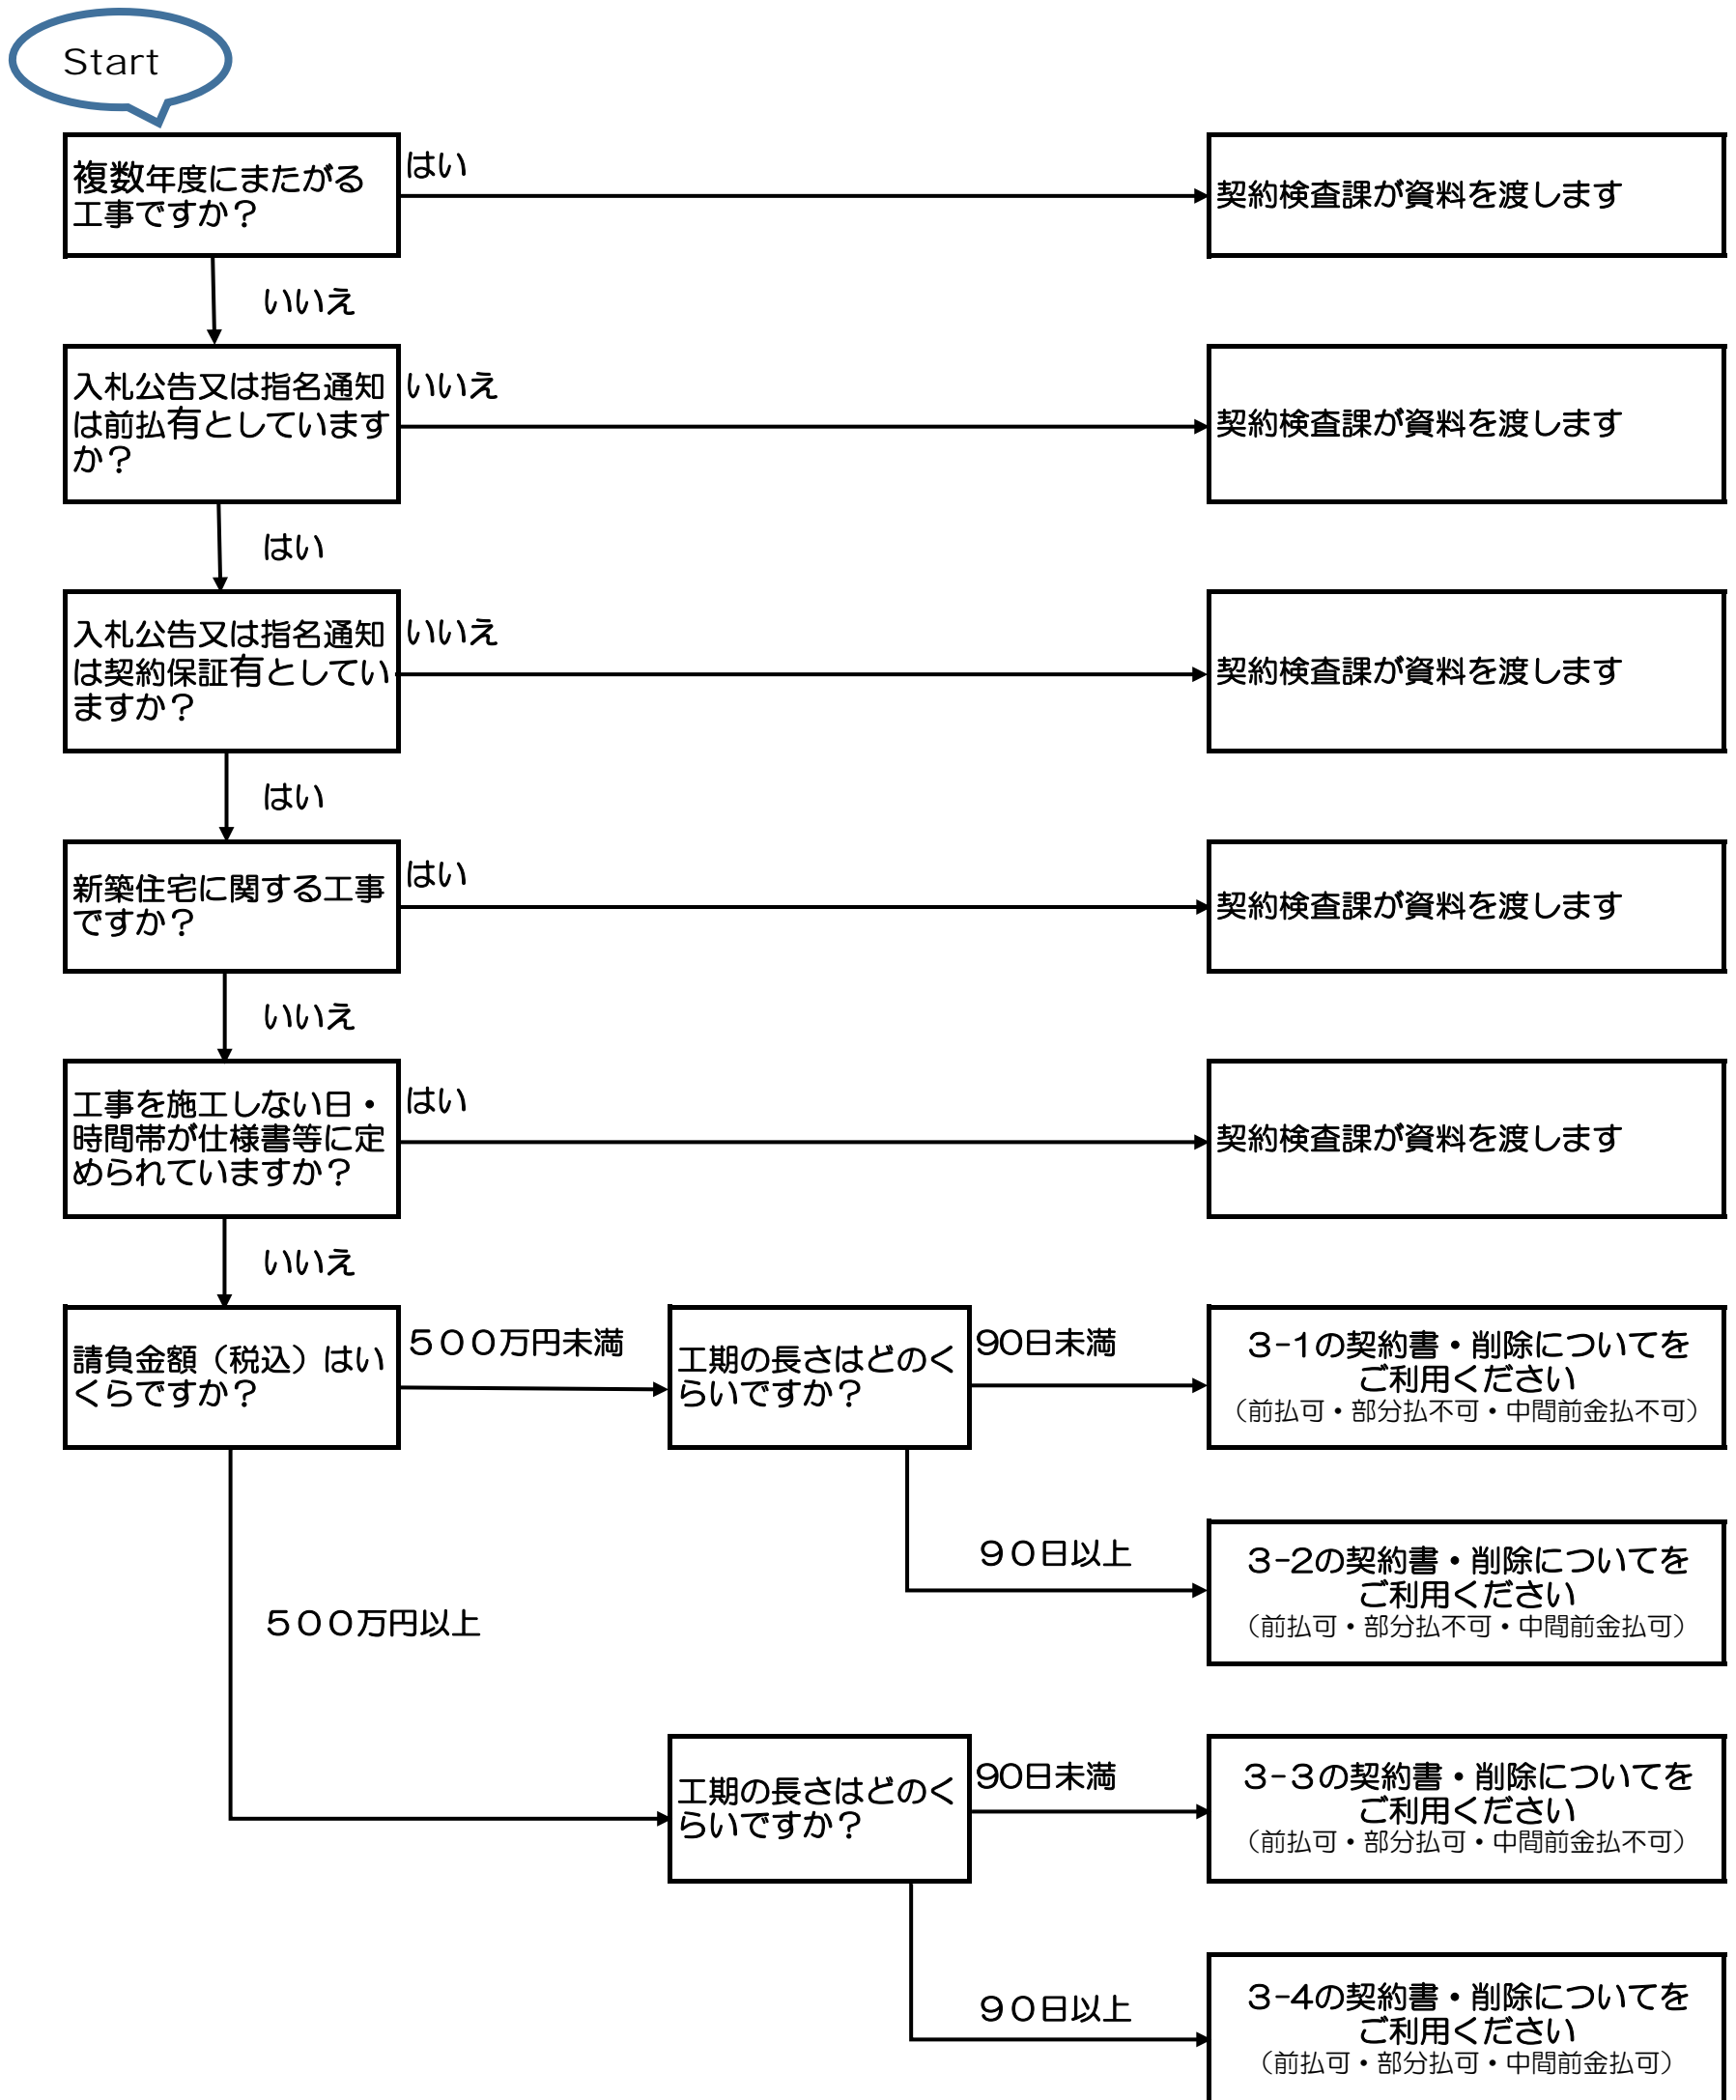 Start
複数年度にまたがる
工事ですか？
はい
契約検査課が資料を渡します
いいえ
入札公告又は指名通知
は前払有としています
か？
いいえ
契約検査課が資料を渡します
はい
入札公告又は指名通知
は契約保証有としてい
ますか？
いいえ
契約検査課が資料を渡します
はい
新築住宅に関する工事
ですか？
はい
契約検査課が資料を渡します
いいえ
工事を施工しない日・
時間帯が仕様書等に定
められていますか？
はい
契約検査課が資料を渡します
いいえ
請負金額（税込）はい
くらですか？
５００万円未満
工期の長さはどのく
らいですか？
90日未満
３-１の契約書・削除についてを
ご利用ください
（前払可・部分払不可・中間前金払不可）
９０日以上
３-２の契約書・削除についてを
ご利用ください
（前払可・部分払不可・中間前金払可）
５００万円以上
工期の長さはどのく
らいですか？
90日未満
３-３の契約書・削除についてを
ご利用ください
（前払可・部分払可・中間前金払不可）
９０日以上
３-４の契約書・削除についてを
ご利用ください
（前払可・部分払可・中間前金払可）